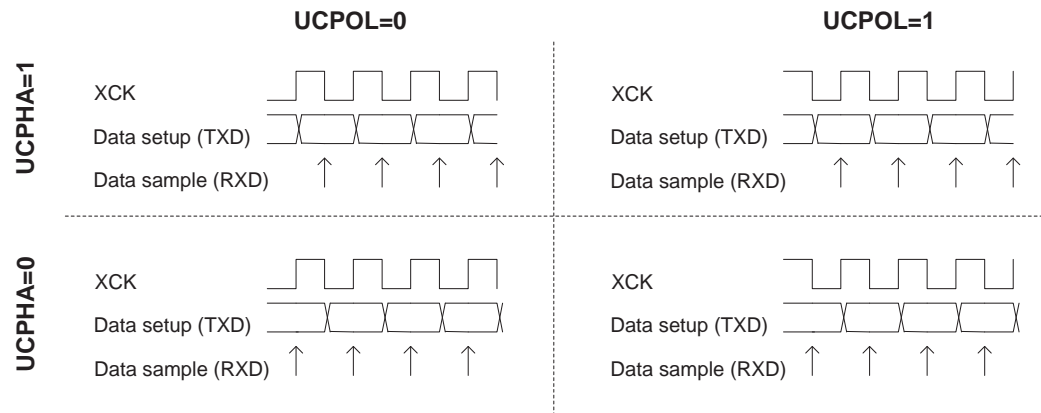 UCPOL=0
UCPOL=1
UCPHA=1
XCK
Data setup (TXD)
Data sample (RXD)
XCK
Data setup (TXD)
Data sample (RXD)
UCPHA=0
XCK
Data setup (TXD)
Data sample (RXD)
XCK
Data setup (TXD)
Data sample (RXD)